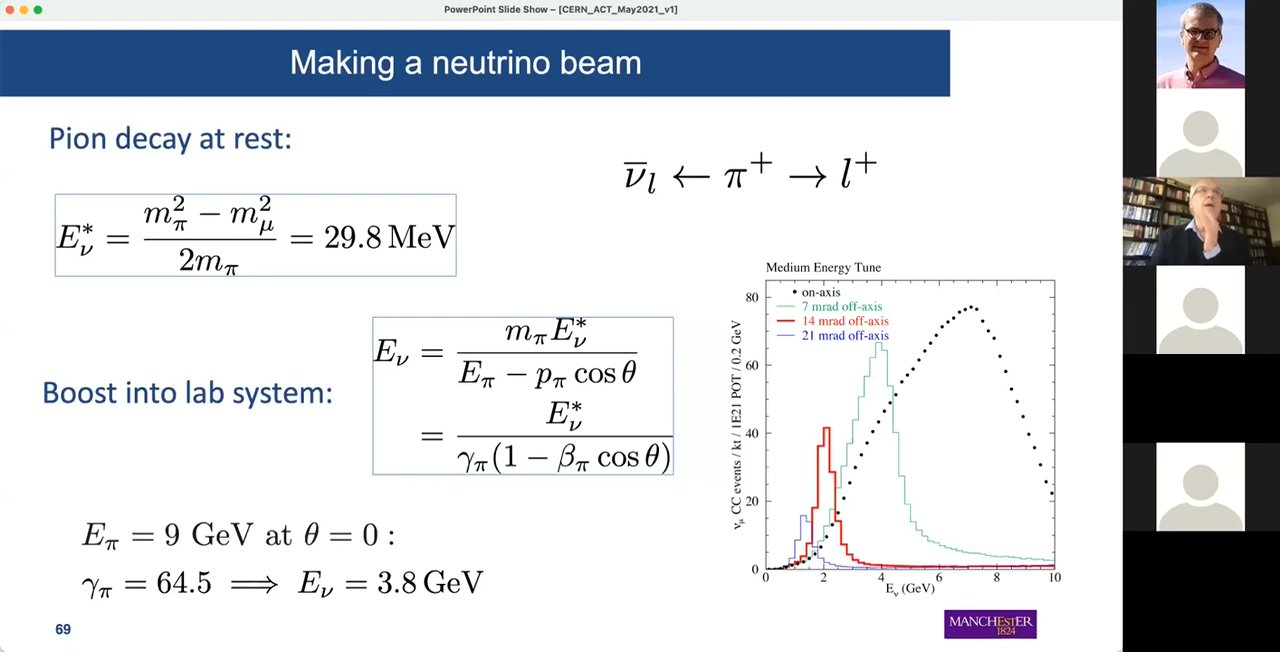 PowerPoint Slide Show – [CERN_ACT_May2021_v1]
Making a neutrino beam
Pion decay at rest:
ν̅_l ← π⁺ → l⁺
E*_ν = (m²_π − m²_μ) / 2m_π = 29.8 MeV
Boost into lab system:
E_ν = m_π E*_ν / (E_π − p_π cos θ)
= E*_ν / (γ_π(1 − β_π cos θ))
E_π = 9 GeV at θ = 0 :
γ_π = 64.5 ⟹ E_ν = 3.8 GeV
Medium Energy Tune
on-axis
7 mrad off-axis
14 mrad off-axis
21 mrad off-axis
ν_μ CC events / kt / 1E21 POT / 0.2 GeV
80
60
40
20
0
0 2 4 6 8 10
E_ν (GeV)
69
MANCHESTER
1824